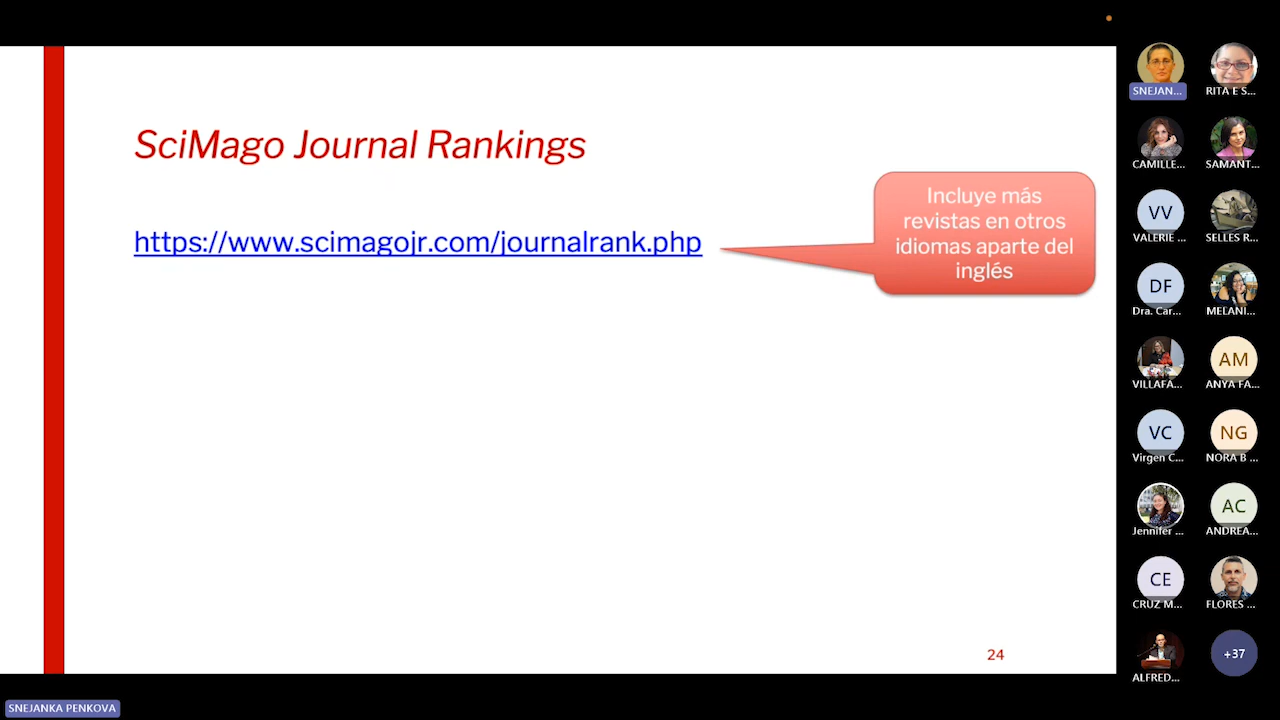 SciMago Journal Rankings
https://www.scimagojr.com/journalrank.php
Incluye más
revistas en otros
idiomas aparte del
inglés
24
SNEJAN...
RITA E S...
CAMILLE...
SAMANT...
VV
VALERIE ...
SELLES R...
DF
Dra. Car...
MELANI...
VILLAFA...
AM
ANYA FA...
VC
Virgen C...
NG
NORA B ...
Jennifer ...
AC
ANDREA...
CE
CRUZ M...
FLORES ...
ALFRED...
+37
SNEJANKA PENKOVA